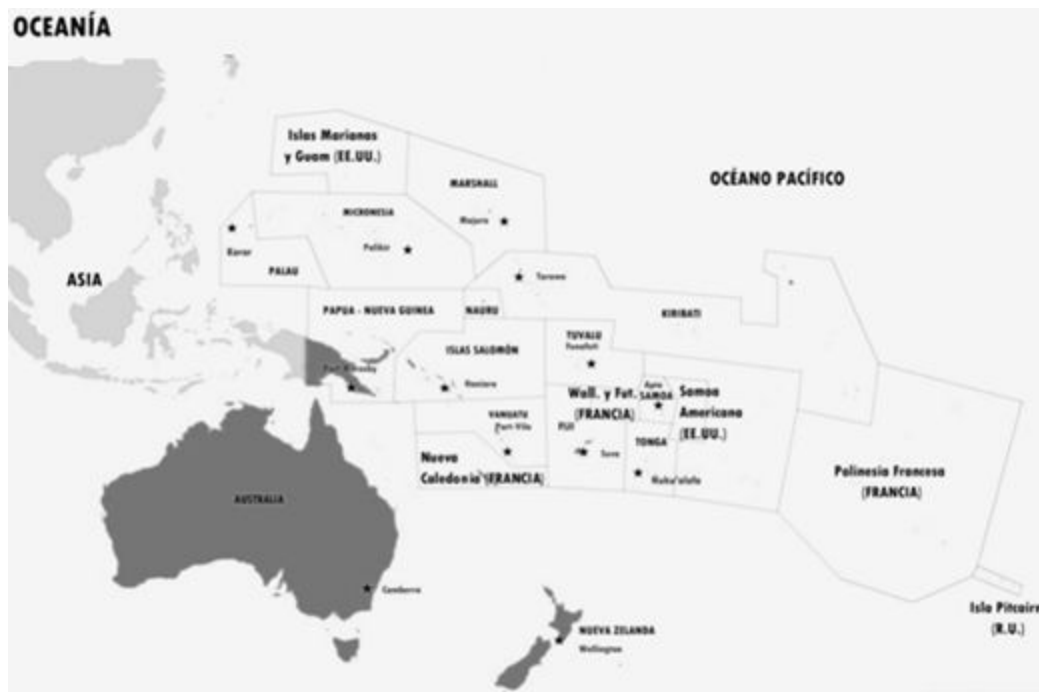 OCEANÍA
Islas Marianas
y Guam (EE.UU.)
OCÉANO PACÍFICO
MARSHALL
Majuro
MICRONESIA
Palikir
Koror
PALAU
ASIA
Tarawa
PAPUA - NUEVA GUINEA
NAURU
KIRIBATI
TUVALU
Funafuti
ISLAS SALOMÓN
Port Moresby
Honiara
Wall. y Fut.
(FRANCIA)
Apia
SAMOA
Samoa
Americana
(EE.UU.)
VANUATU
Port-Vila
FIJI
Suva
TONGA
Nuku'alofa
Nueva
Caledonia (FRANCIA)
Polinesia Francesa
(FRANCIA)
AUSTRALIA
Camberra
Isla Pitcairn
(R.U.)
NUEVA ZELANDA
Wellington